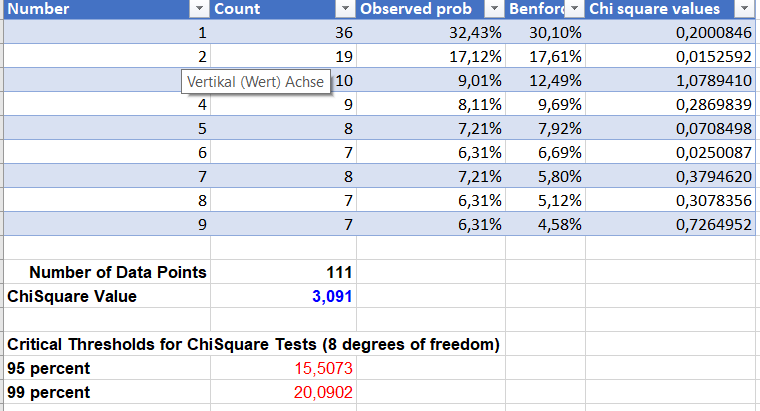 Number Count Observed prob Benford Chi square values
1 36 32,43% 30,10% 0,2000846
2 19 17,12% 17,61% 0,0152592
Vertikal (Wert) Achse 10 9,01% 12,49% 1,0789410
4 9 8,11% 9,69% 0,2869839
5 8 7,21% 7,92% 0,0708498
6 7 6,31% 6,69% 0,0250087
7 8 7,21% 5,80% 0,3794620
8 7 6,31% 5,12% 0,3078356
9 7 6,31% 4,58% 0,7264952
Number of Data Points 111
ChiSquare Value 3,091
Critical Thresholds for ChiSquare Tests (8 degrees of freedom)
95 percent 15,5073
99 percent 20,0902